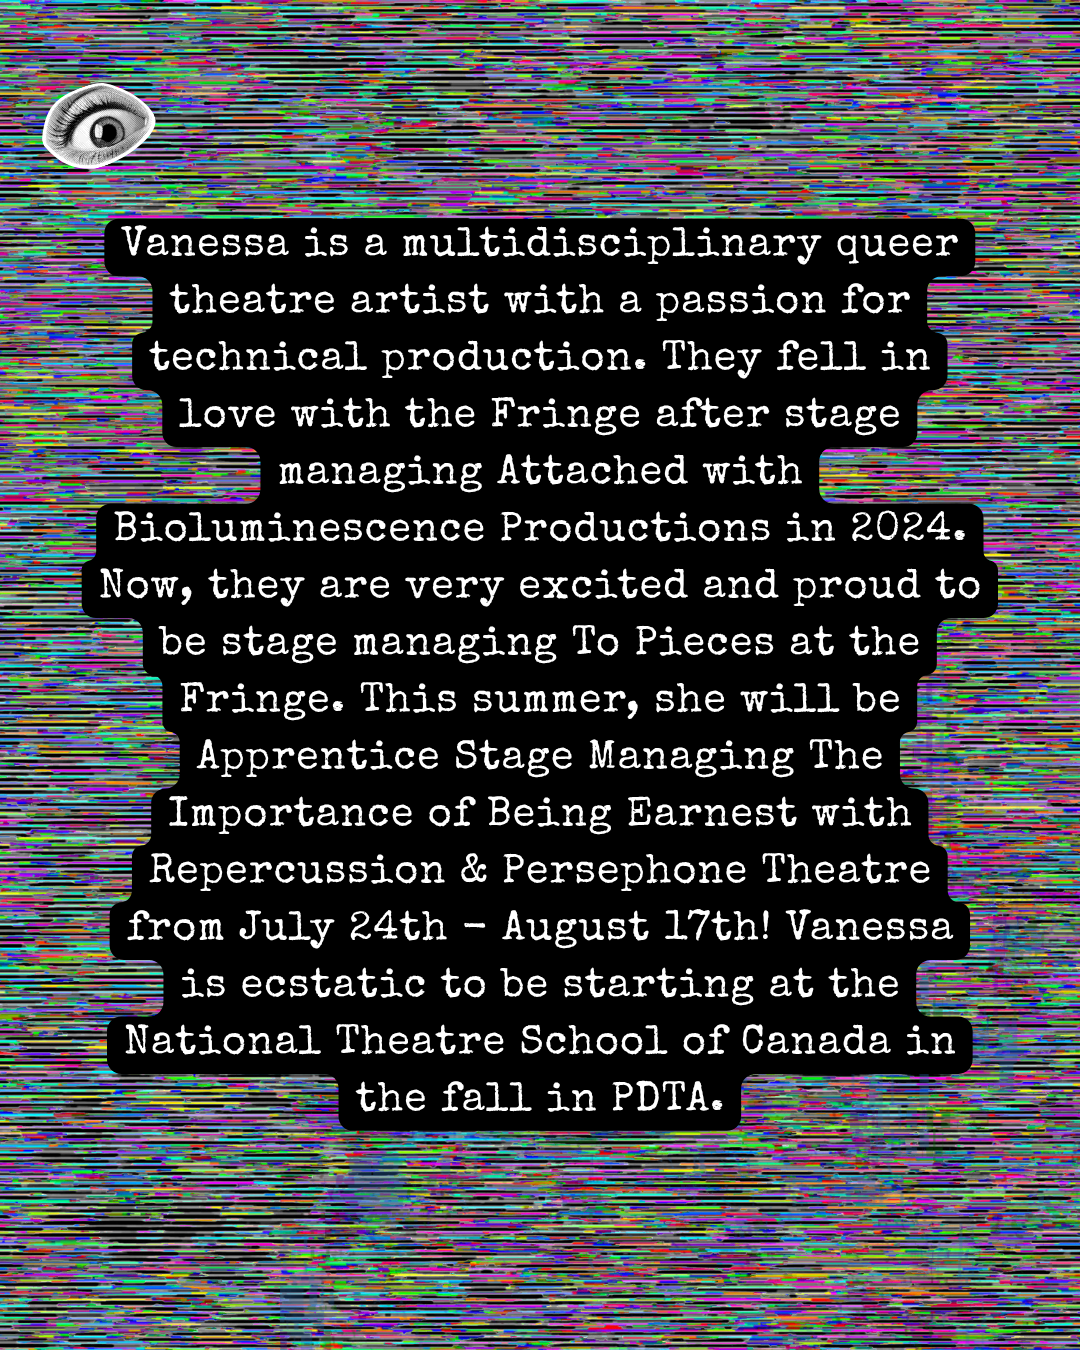 Vanessa is a multidisciplinary queer
theatre artist with a passion for
technical production. They fell in
love with the Fringe after stage
managing Attached with
Bioluminescence Productions in 2024.
Now, they are very excited and proud to
be stage managing To Pieces at the
Fringe. This summer, she will be
Apprentice Stage Managing The
Importance of Being Earnest with
Repercussion & Persephone Theatre
from July 24th - August 17th! Vanessa
is ecstatic to be starting at the
National Theatre School of Canada in
the fall in PDTA.